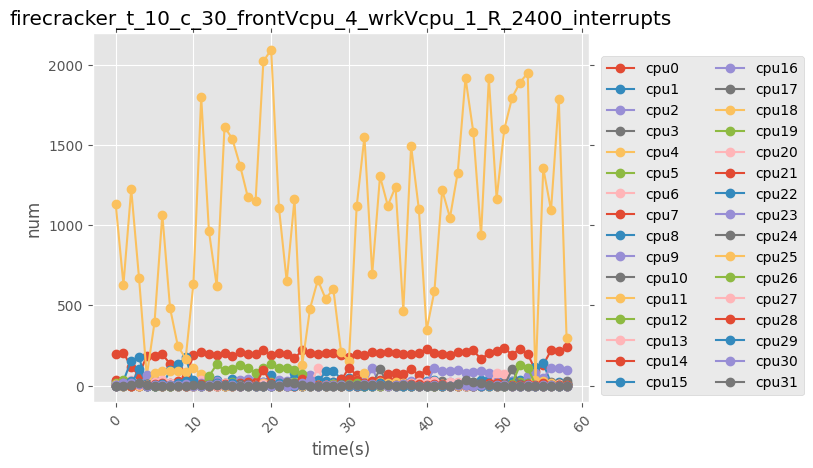 firecracker_t_10_c_30_frontVcpu_4_wrkVcpu_1_R_2400_interrupts
2000
1500
1000
500
0
num
0
10
20
30
40
50
60
time(s)
cpu0
cpu1
cpu2
cpu3
cpu4
cpu5
cpu6
cpu7
cpu8
cpu9
cpu10
cpu11
cpu12
cpu13
cpu14
cpu15
cpu16
cpu17
cpu18
cpu19
cpu20
cpu21
cpu22
cpu23
cpu24
cpu25
cpu26
cpu27
cpu28
cpu29
cpu30
cpu31